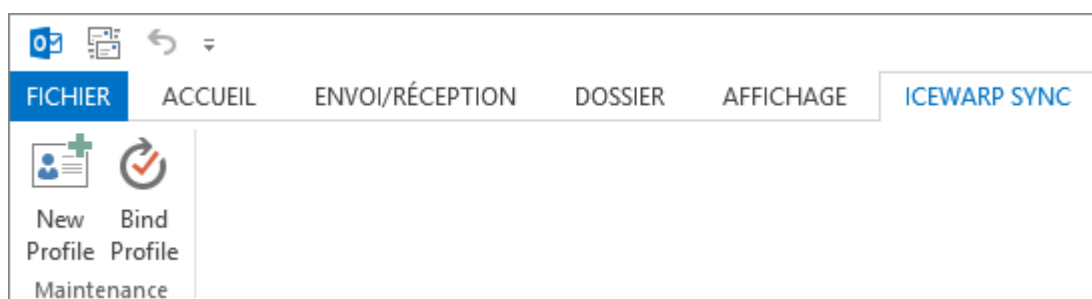 FICHIER ACCUEIL ENVOI/RÉCEPTION DOSSIER AFFICHAGE ICEWARP SYNC
New Bind
Profile Profile
Maintenance